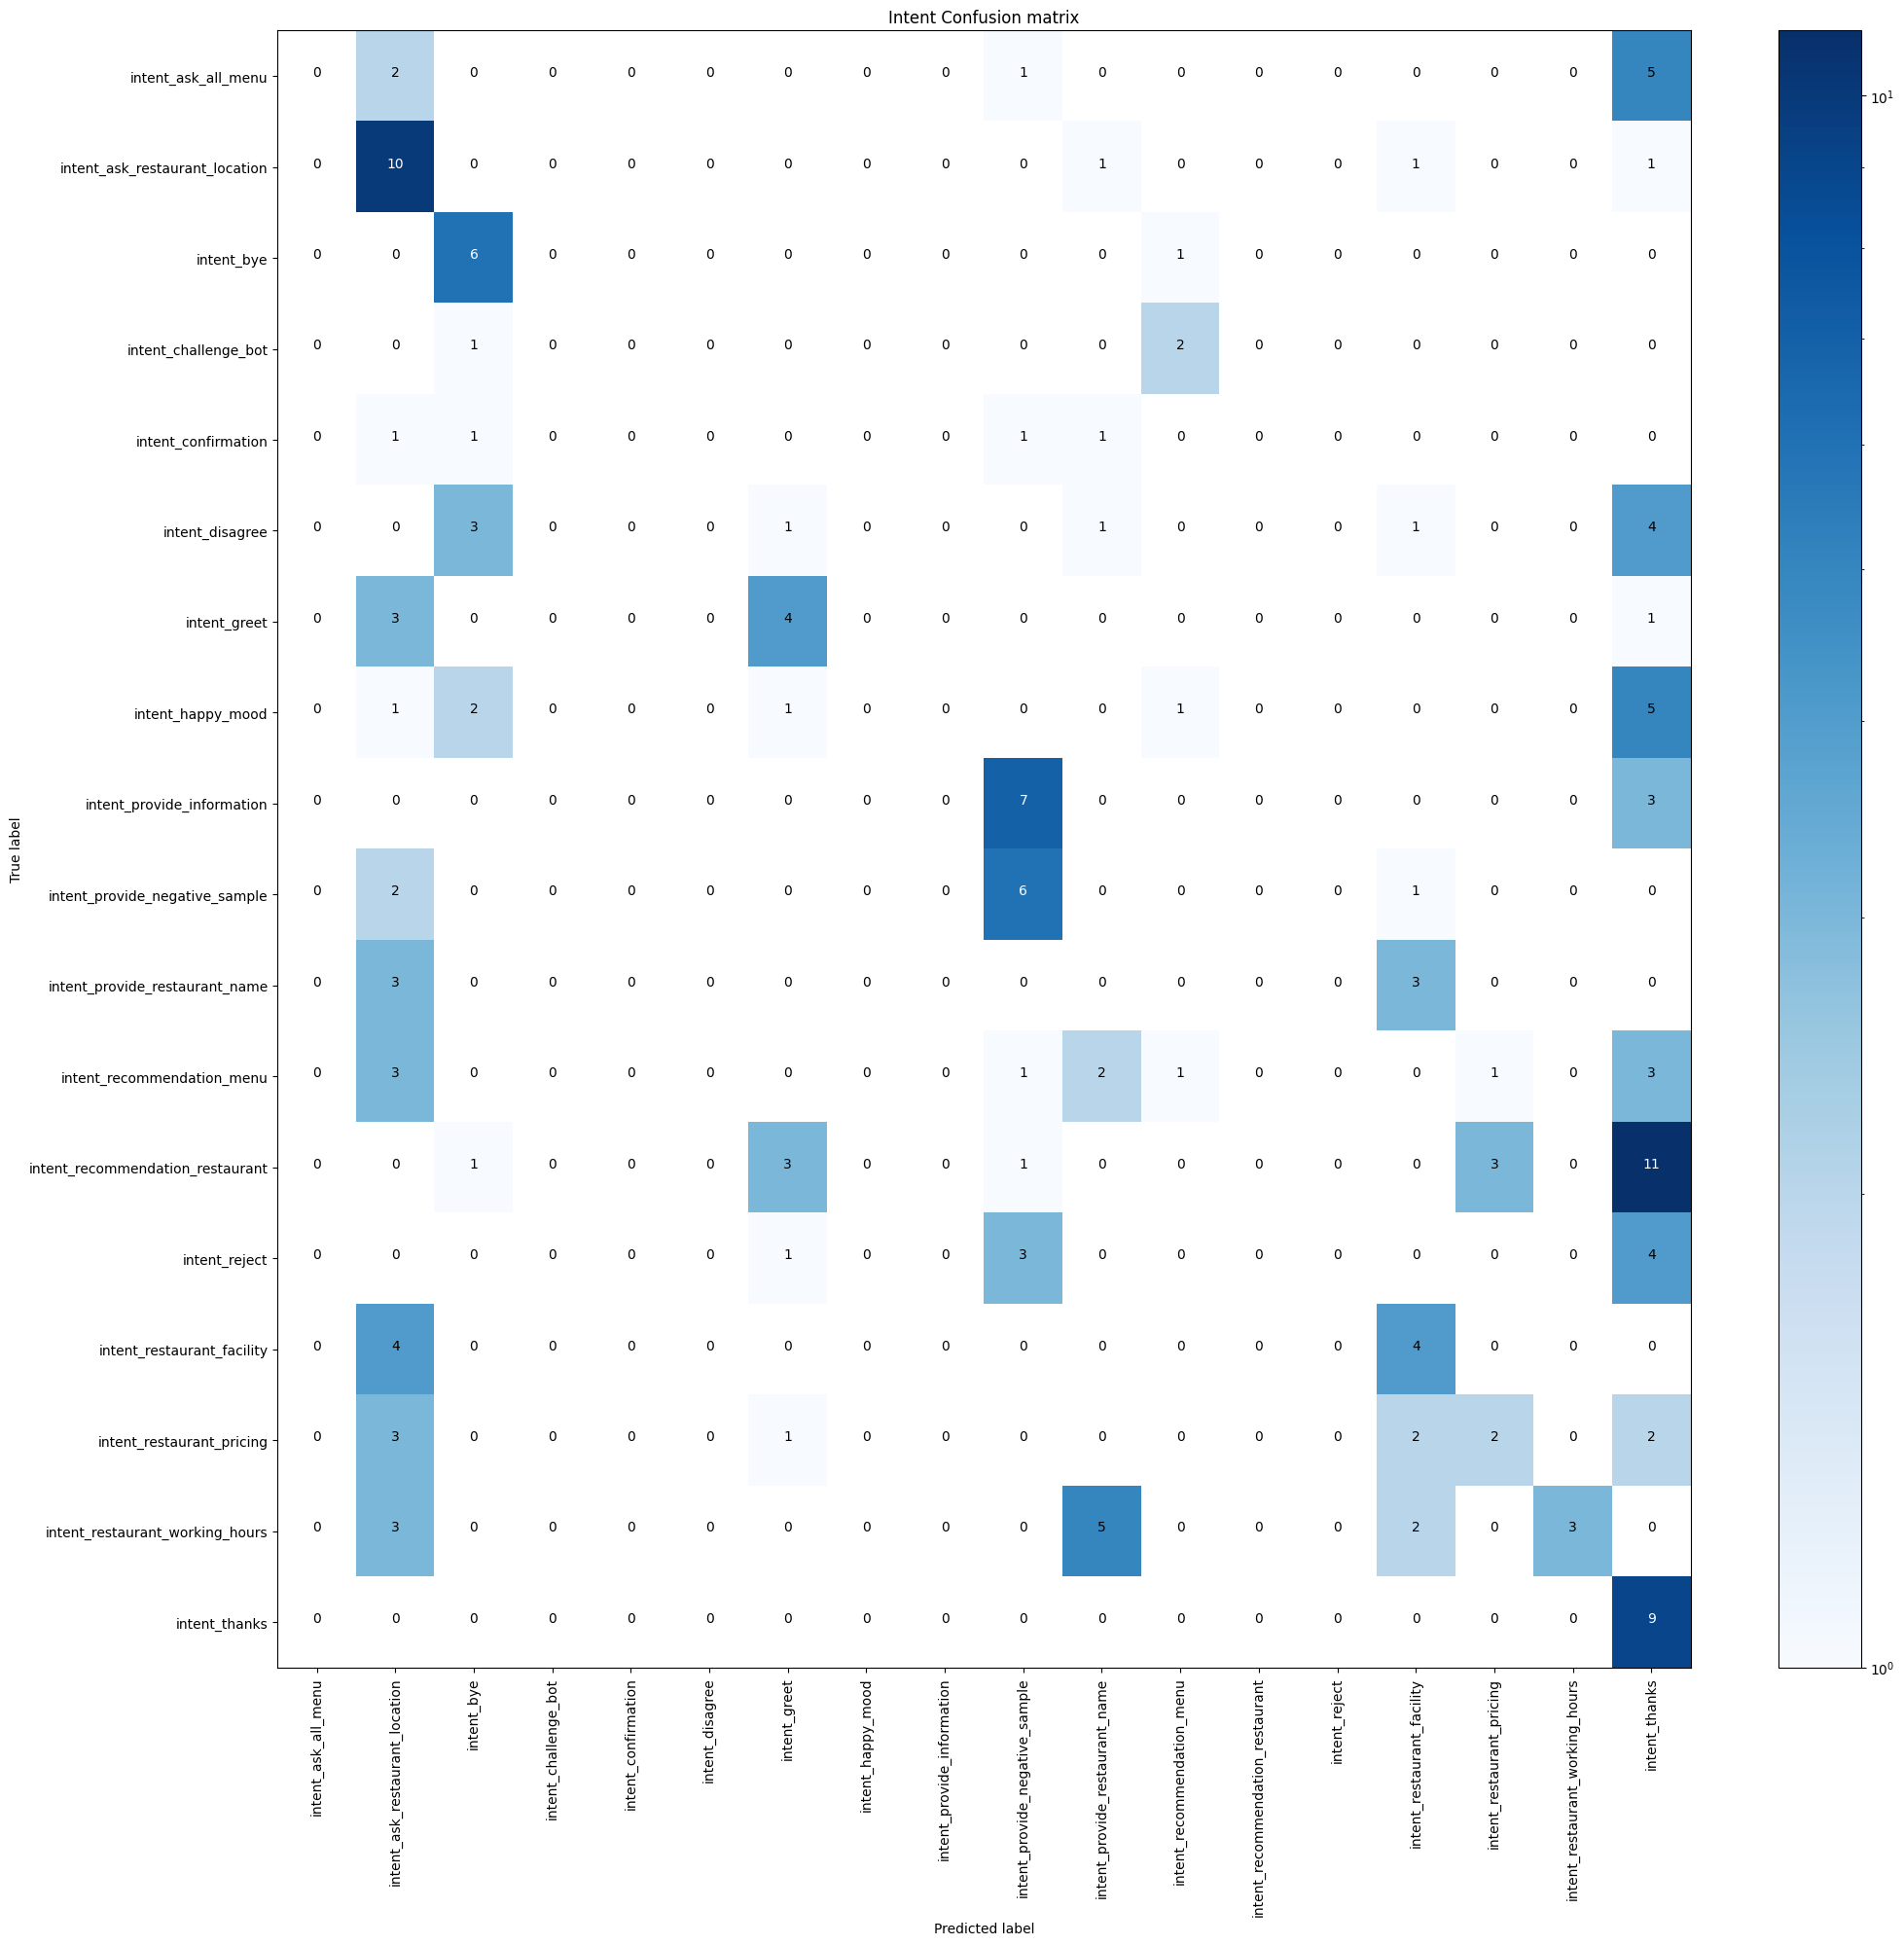 Intent Confusion matrix
intent_ask_all_menu 0 2 0 0 0 0 0 0 0 1 0 0 0 0 0 0 0 5
intent_ask_restaurant_location 0 10 0 0 0 0 0 0 0 0 1 0 0 0 1 0 0 1
intent_bye 0 0 6 0 0 0 0 0 0 0 0 1 0 0 0 0 0 0
intent_challenge_bot 0 0 1 0 0 0 0 0 0 0 0 2 0 0 0 0 0 0
intent_confirmation 0 1 1 0 0 0 0 0 0 1 1 0 0 0 0 0 0 0
intent_disagree 0 0 3 0 0 0 1 0 0 0 1 0 0 0 1 0 0 4
intent_greet 0 3 0 0 0 0 4 0 0 0 0 0 0 0 0 0 0 1
intent_happy_mood 0 1 2 0 0 0 1 0 0 0 0 1 0 0 0 0 0 5
intent_provide_information 0 0 0 0 0 0 0 0 0 7 0 0 0 0 0 0 0 3
intent_provide_negative_sample 0 2 0 0 0 0 0 0 0 6 0 0 0 0 1 0 0 0
intent_provide_restaurant_name 0 3 0 0 0 0 0 0 0 0 0 0 0 0 3 0 0 0
intent_recommendation_menu 0 3 0 0 0 0 0 0 0 1 2 1 0 0 0 1 0 3
intent_recommendation_restaurant 0 0 1 0 0 0 3 0 0 1 0 0 0 0 0 3 0 11
intent_reject 0 0 0 0 0 0 1 0 0 3 0 0 0 0 0 0 0 4
intent_restaurant_facility 0 4 0 0 0 0 0 0 0 0 0 0 0 0 4 0 0 0
intent_restaurant_pricing 0 3 0 0 0 0 1 0 0 0 0 0 0 0 2 2 0 2
intent_restaurant_working_hours 0 3 0 0 0 0 0 0 0 0 5 0 0 0 2 0 3 0
intent_thanks 0 0 0 0 0 0 0 0 0 0 0 0 0 0 0 0 0 9
True label
intent_ask_all_menu
intent_ask_restaurant_location
intent_bye
intent_challenge_bot
intent_confirmation
intent_disagree
intent_greet
intent_happy_mood
intent_provide_information
intent_provide_negative_sample
intent_provide_restaurant_name
intent_recommendation_menu
intent_recommendation_restaurant
intent_reject
intent_restaurant_facility
intent_restaurant_pricing
intent_restaurant_working_hours
intent_thanks
Predicted label
10¹
10⁰